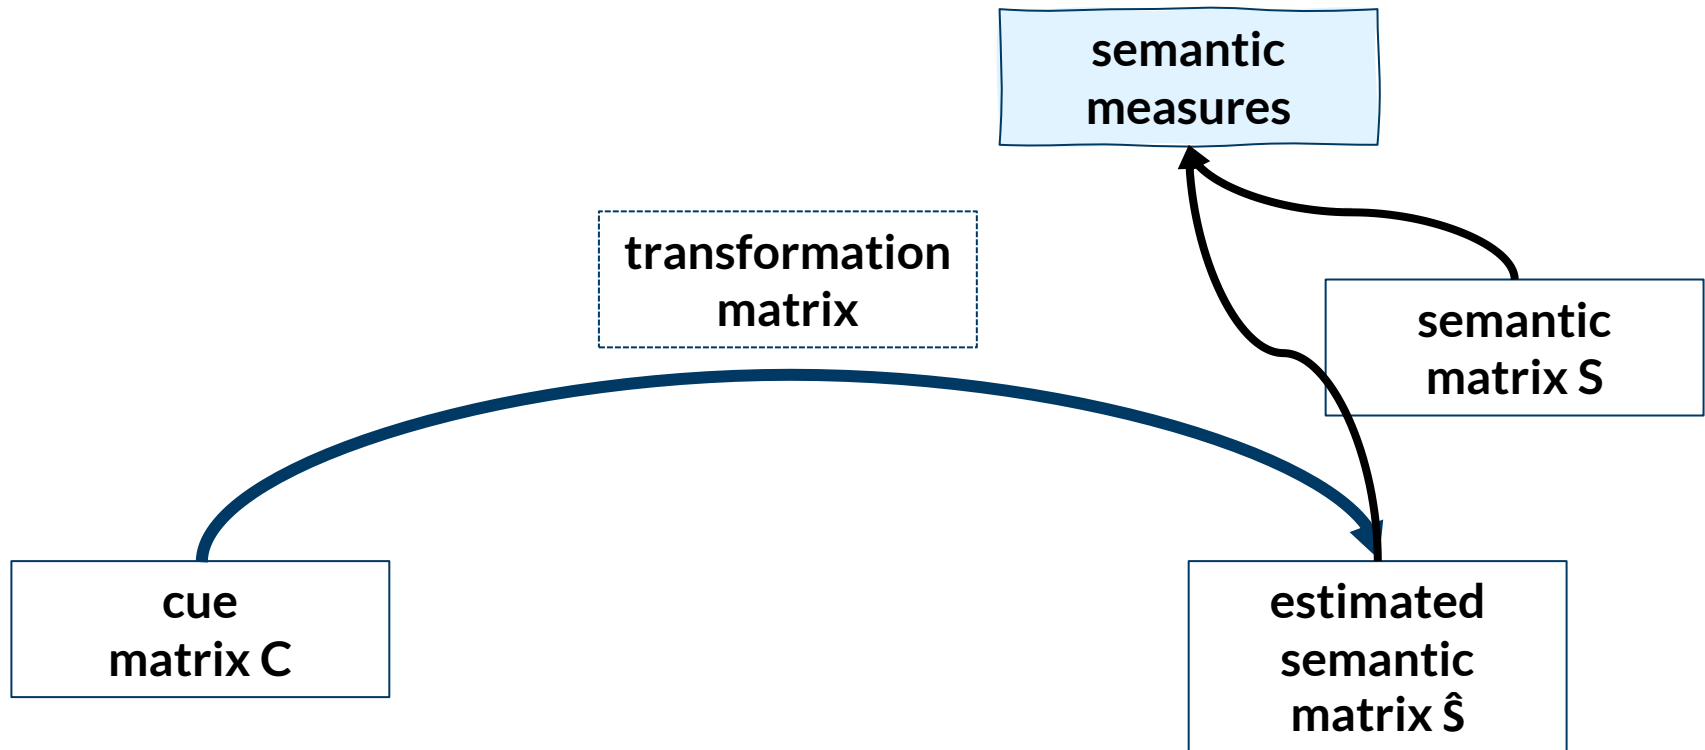 semantic
measures
transformation
matrix
semantic
matrix S
cue
matrix C
estimated
semantic
matrix Ŝ